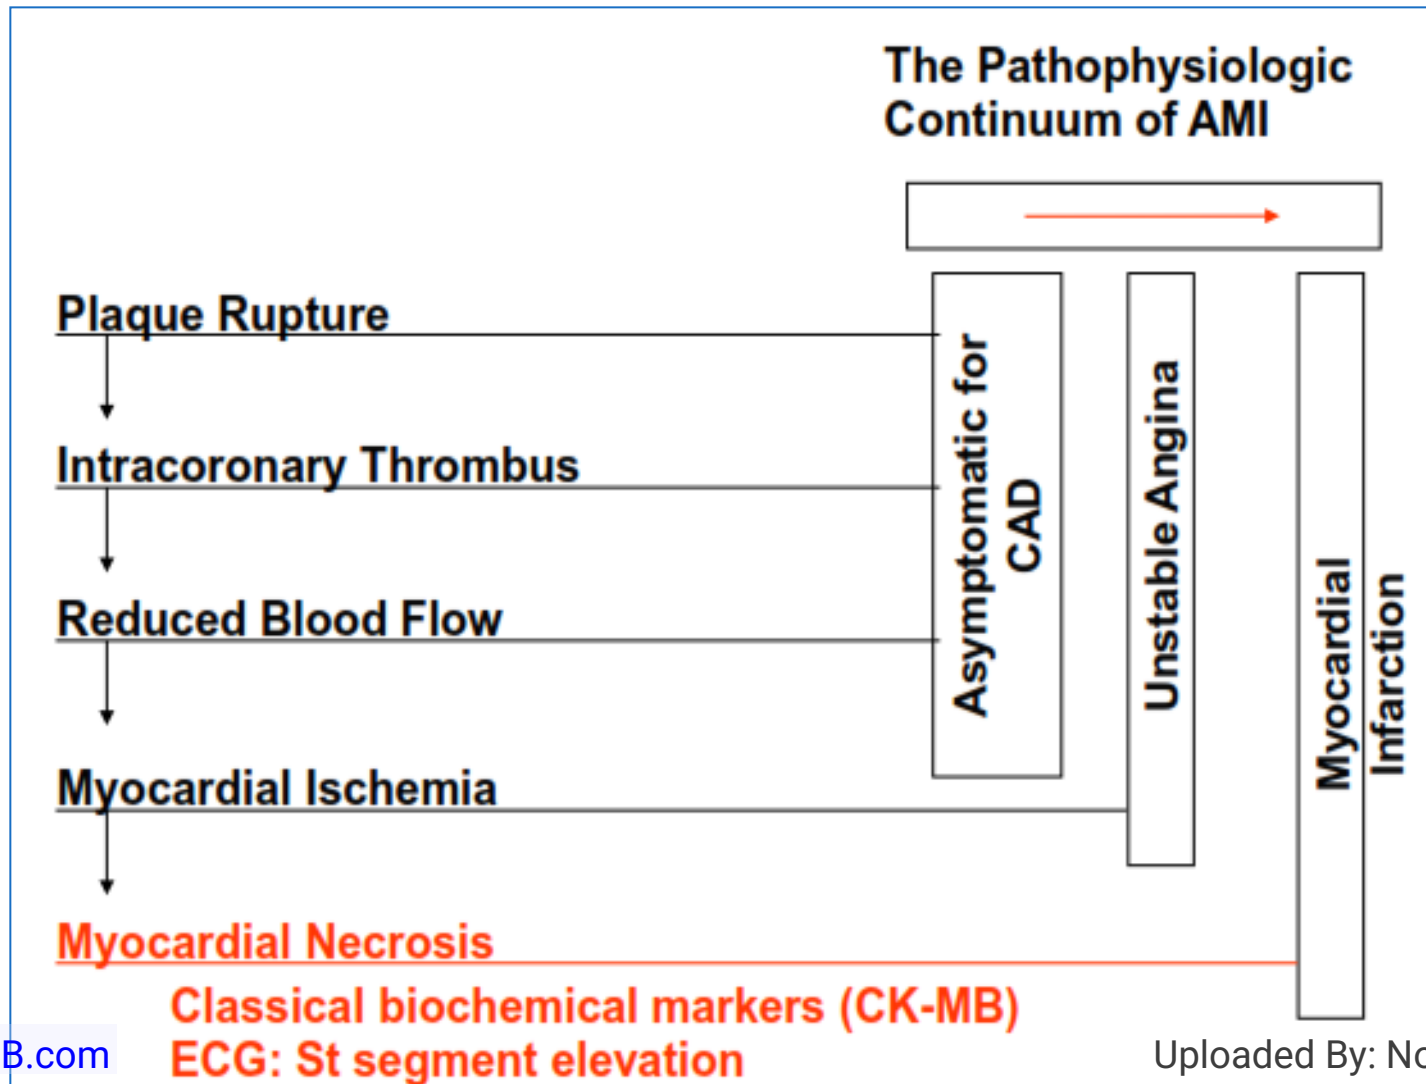 The Pathophysiologic
Continuum of AMI
Plaque Rupture
Intracoronary Thrombus
Reduced Blood Flow
Myocardial Ischemia
Myocardial Necrosis
Classical biochemical markers (CK-MB)
ECG: St segment elevation
Asymptomatic for
CAD
Unstable Angina
Myocardial
Infarction
B.com
Uploaded By: No